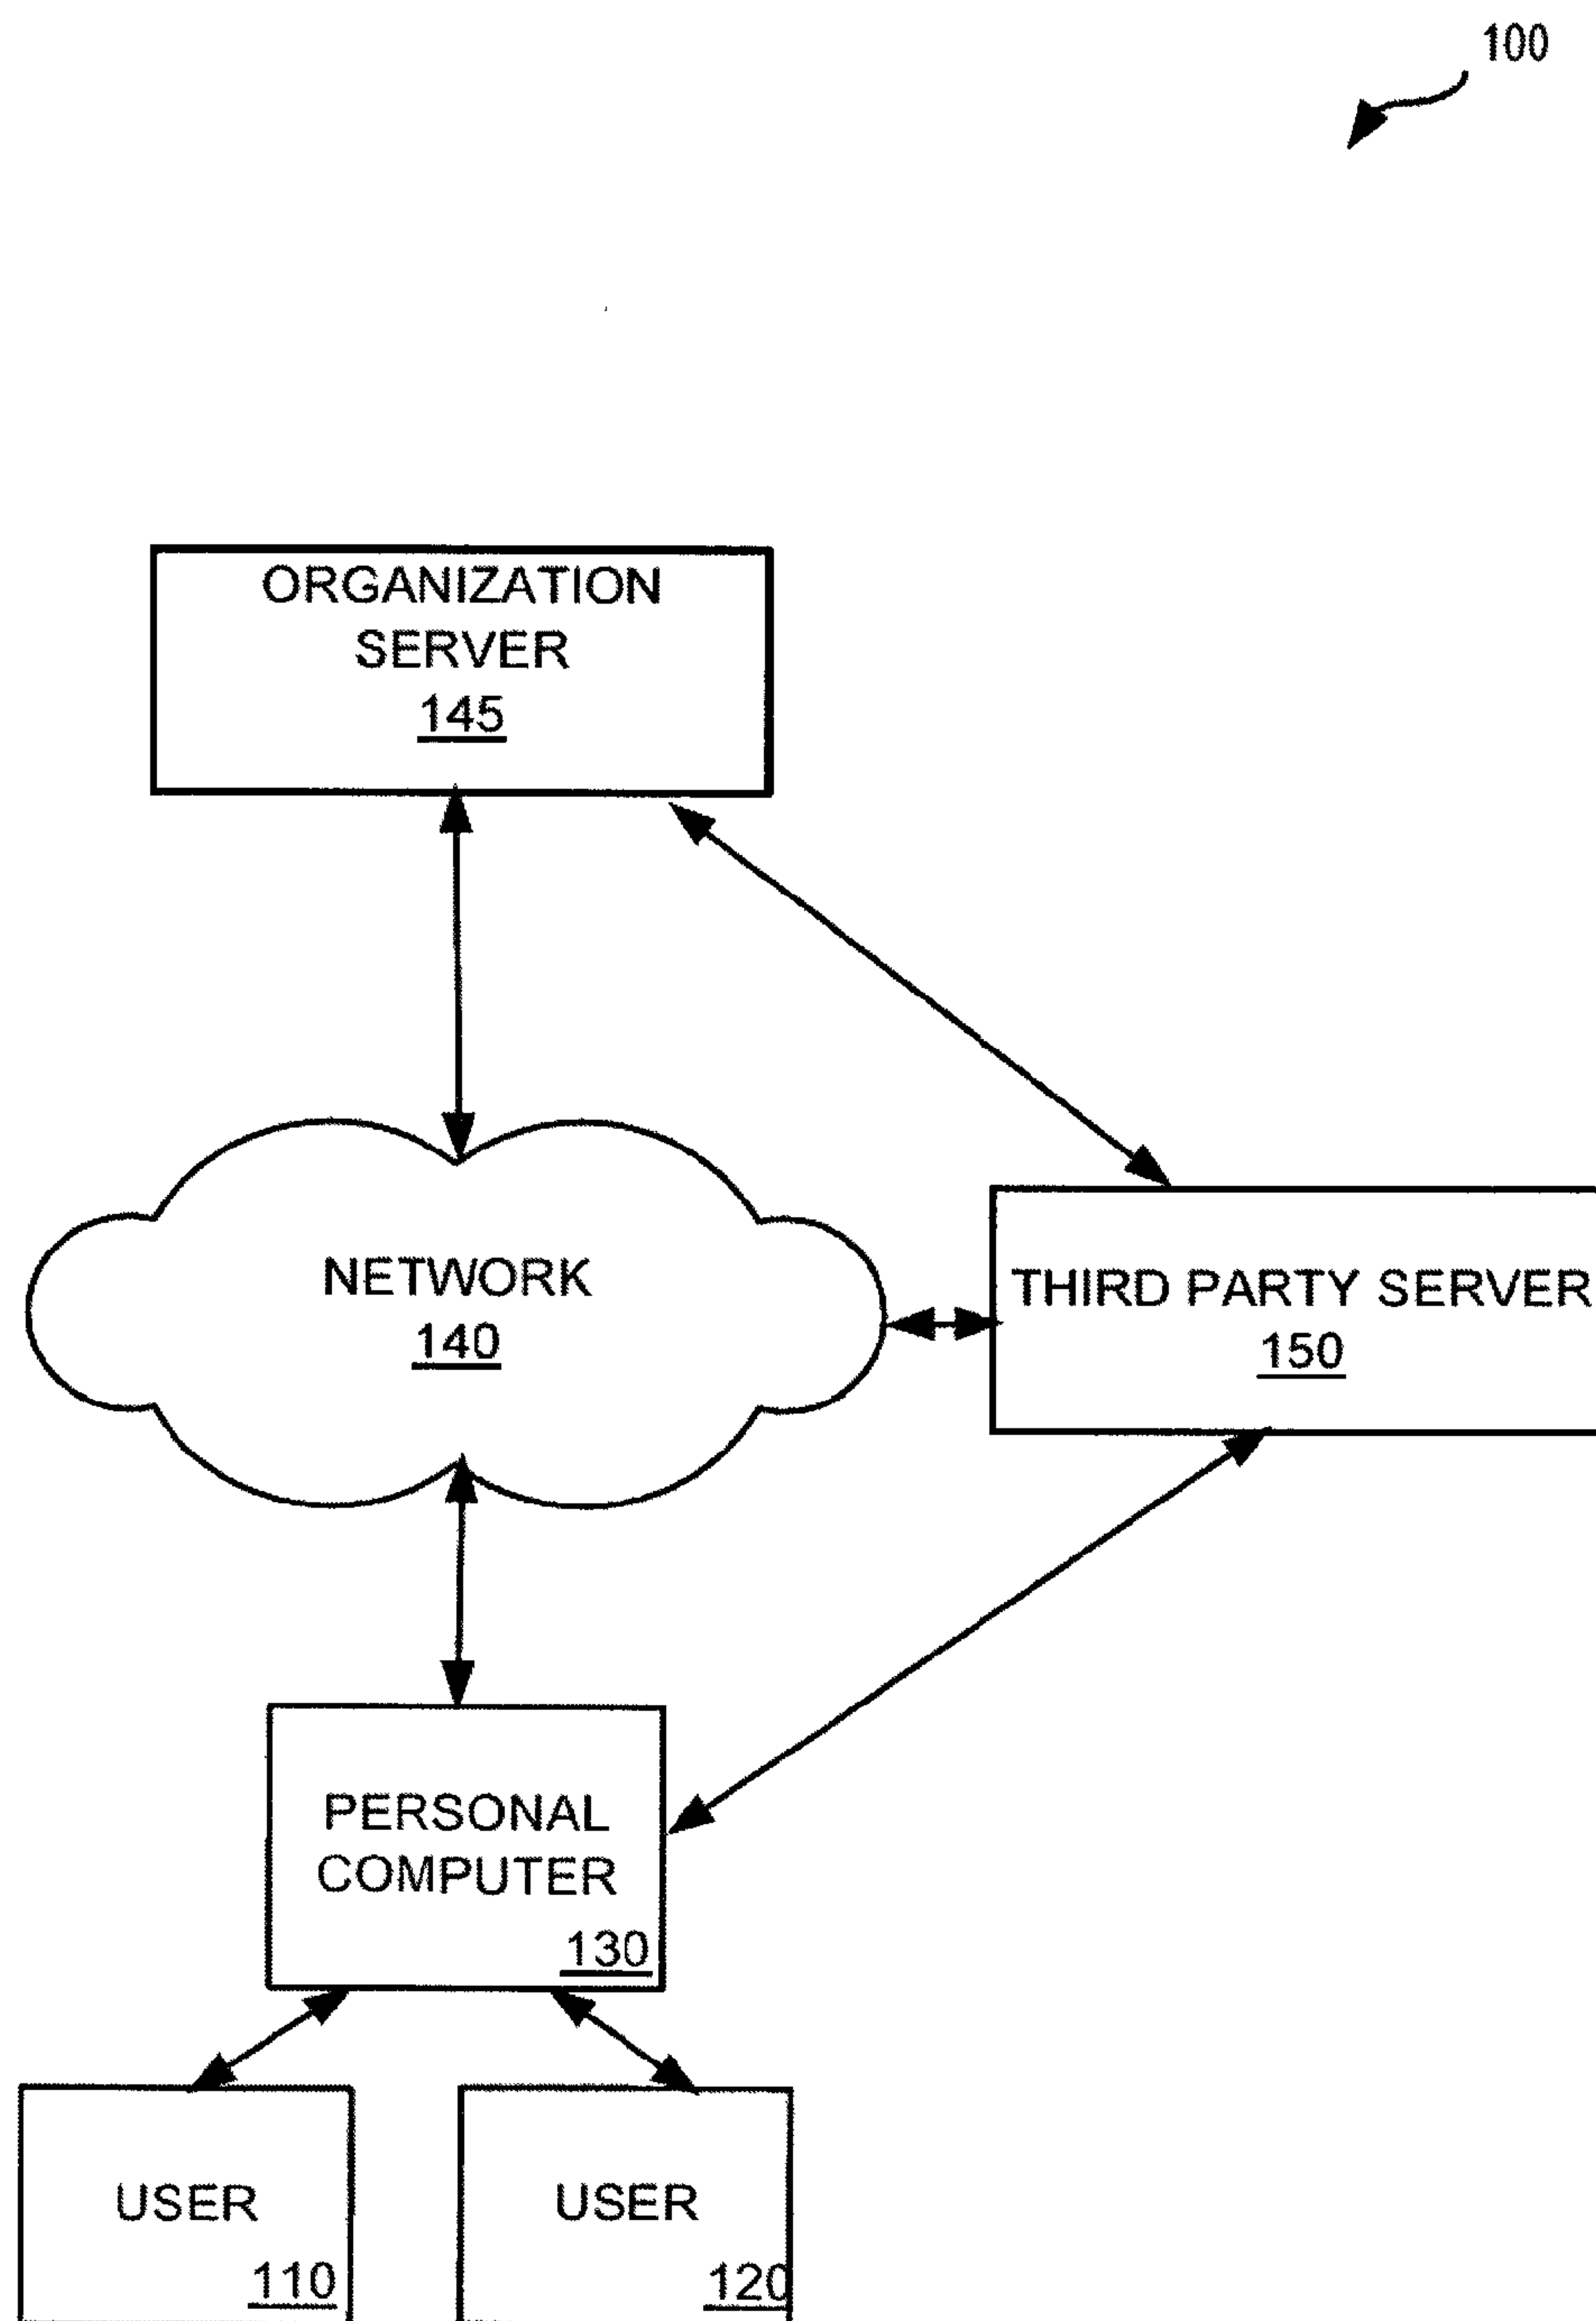 100
ORGANIZATION
SERVER
145
NETWORK
140
THIRD PARTY SERVER
150
PERSONAL
COMPUTER
130
USER
110
USER
120